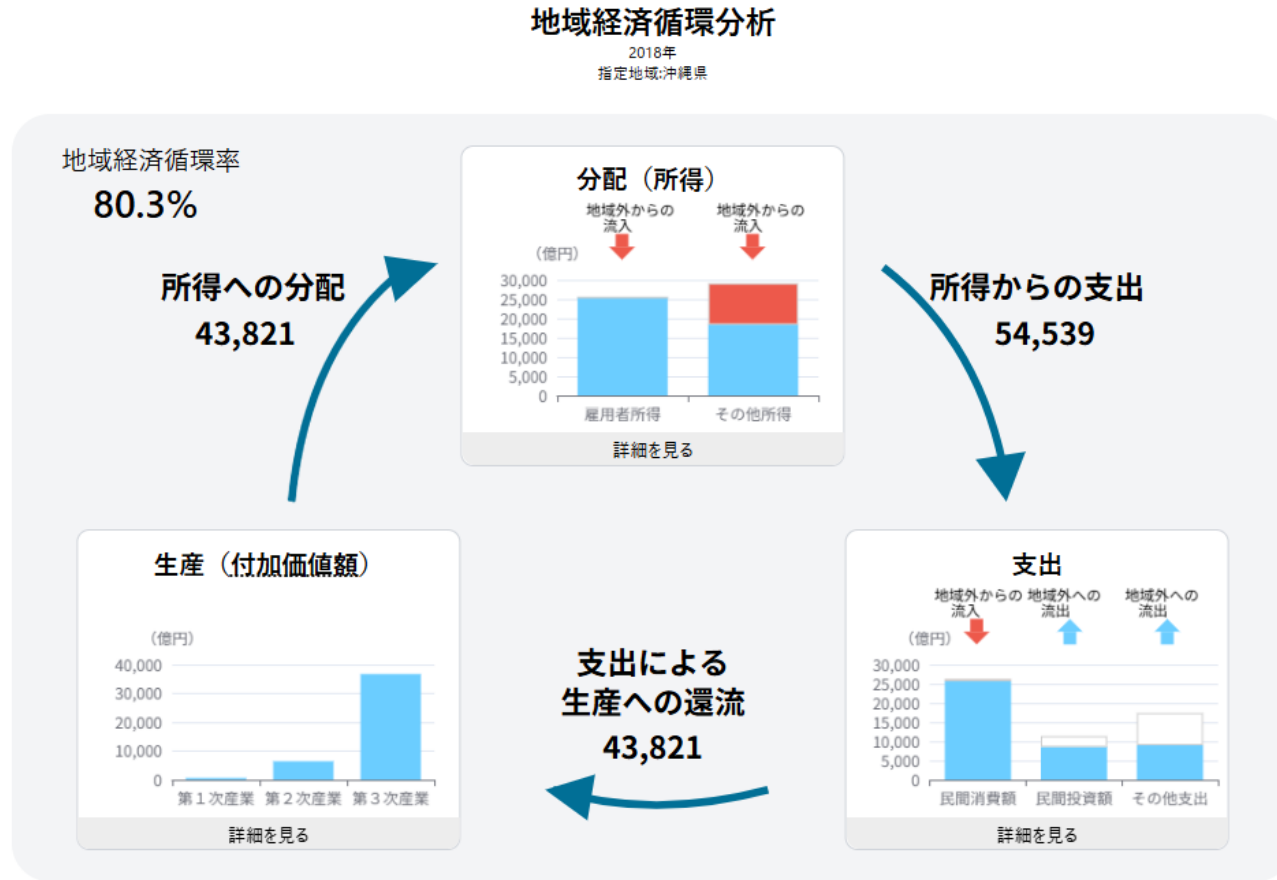 地域経済循環分析
2018年
指定地域:沖縄県
地域経済循環率
80.3%
所得への分配
43,821
分配（所得）
地域外からの
流入
地域外からの
流入
（億円）
30,000
25,000
20,000
15,000
10,000
5,000
0
雇用者所得
その他所得
詳細を見る
所得からの支出
54,539
生産（付加価値額）
（億円）
40,000
30,000
20,000
10,000
0
第１次産業
第２次産業
第３次産業
詳細を見る
支出による
生産への還流
43,821
支出
地域外からの
流入
地域外への
流出
地域外への
流出
（億円）
30,000
25,000
20,000
15,000
10,000
5,000
0
民間消費額
民間投資額
その他支出
詳細を見る